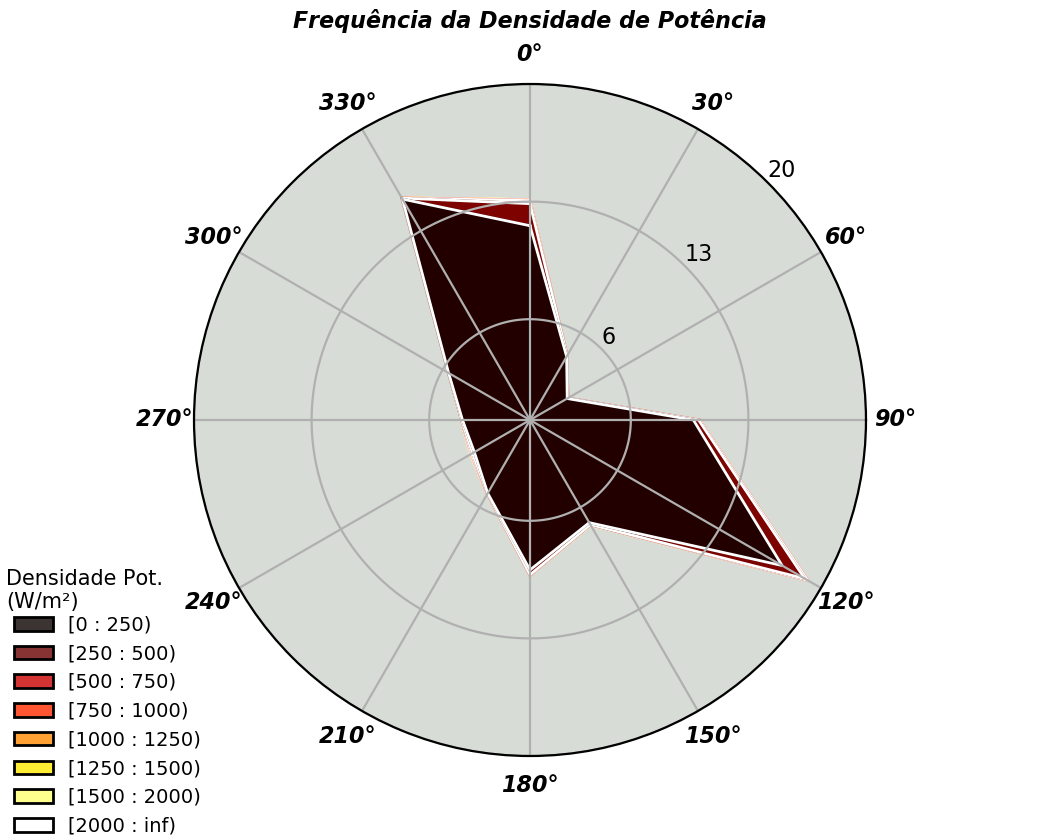 Frequência da Densidade de Potência
0°
330°
30°
20
300°
60°
13
6
270°
90°
240°
120°
210°
150°
180°
Densidade Pot.
(W/m²)
[0 : 250)
[250 : 500)
[500 : 750)
[750 : 1000)
[1000 : 1250)
[1250 : 1500)
[1500 : 2000)
[2000 : inf)